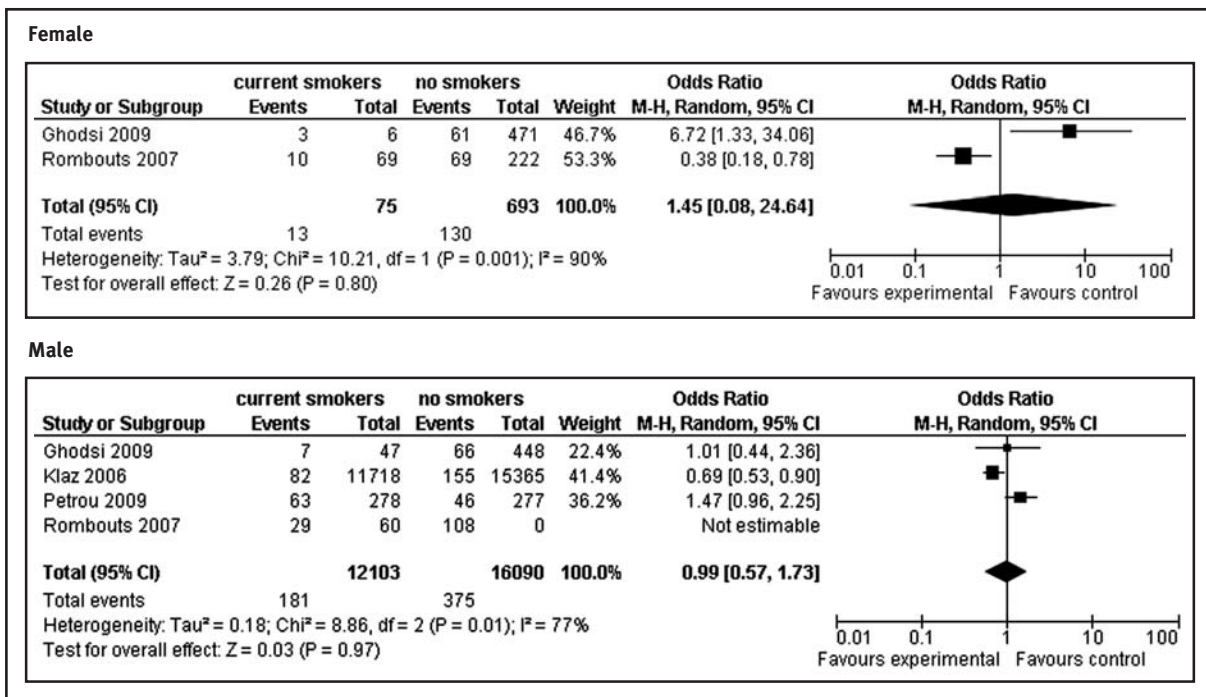 Female
current smokers no smokers Odds Ratio Odds Ratio
Study or Subgroup Events Total Events Total Weight M-H, Random, 95% CI M-H, Random, 95% CI
Ghodsi 2009 3 6 61 471 46.7% 6.72 [1.33, 34.06]
Rombouts 2007 10 69 69 222 53.3% 0.38 [0.18, 0.78]
Total (95% CI) 75 693 100.0% 1.45 [0.08, 24.64]
Total events 13 130
Heterogeneity: Tau² = 3.79; Chi² = 10.21, df = 1 (P = 0.001); I² = 90%
Test for overall effect: Z = 0.26 (P = 0.80)
0.01 0.1 1 10 100
Favours experimental Favours control
Male
current smokers no smokers Odds Ratio Odds Ratio
Study or Subgroup Events Total Events Total Weight M-H, Random, 95% CI M-H, Random, 95% CI
Ghodsi 2009 7 47 66 448 22.4% 1.01 [0.44, 2.36]
Klaz 2006 82 11718 155 15365 41.4% 0.69 [0.53, 0.90]
Petrou 2009 63 278 46 277 36.2% 1.47 [0.96, 2.25]
Rombouts 2007 29 60 108 0 Not estimable
Total (95% CI) 12103 16090 100.0% 0.99 [0.57, 1.73]
Total events 181 375
Heterogeneity: Tau² = 0.18; Chi² = 8.86, df = 2 (P = 0.01); I² = 77%
Test for overall effect: Z = 0.03 (P = 0.97)
0.01 0.1 1 10 100
Favours experimental Favours control